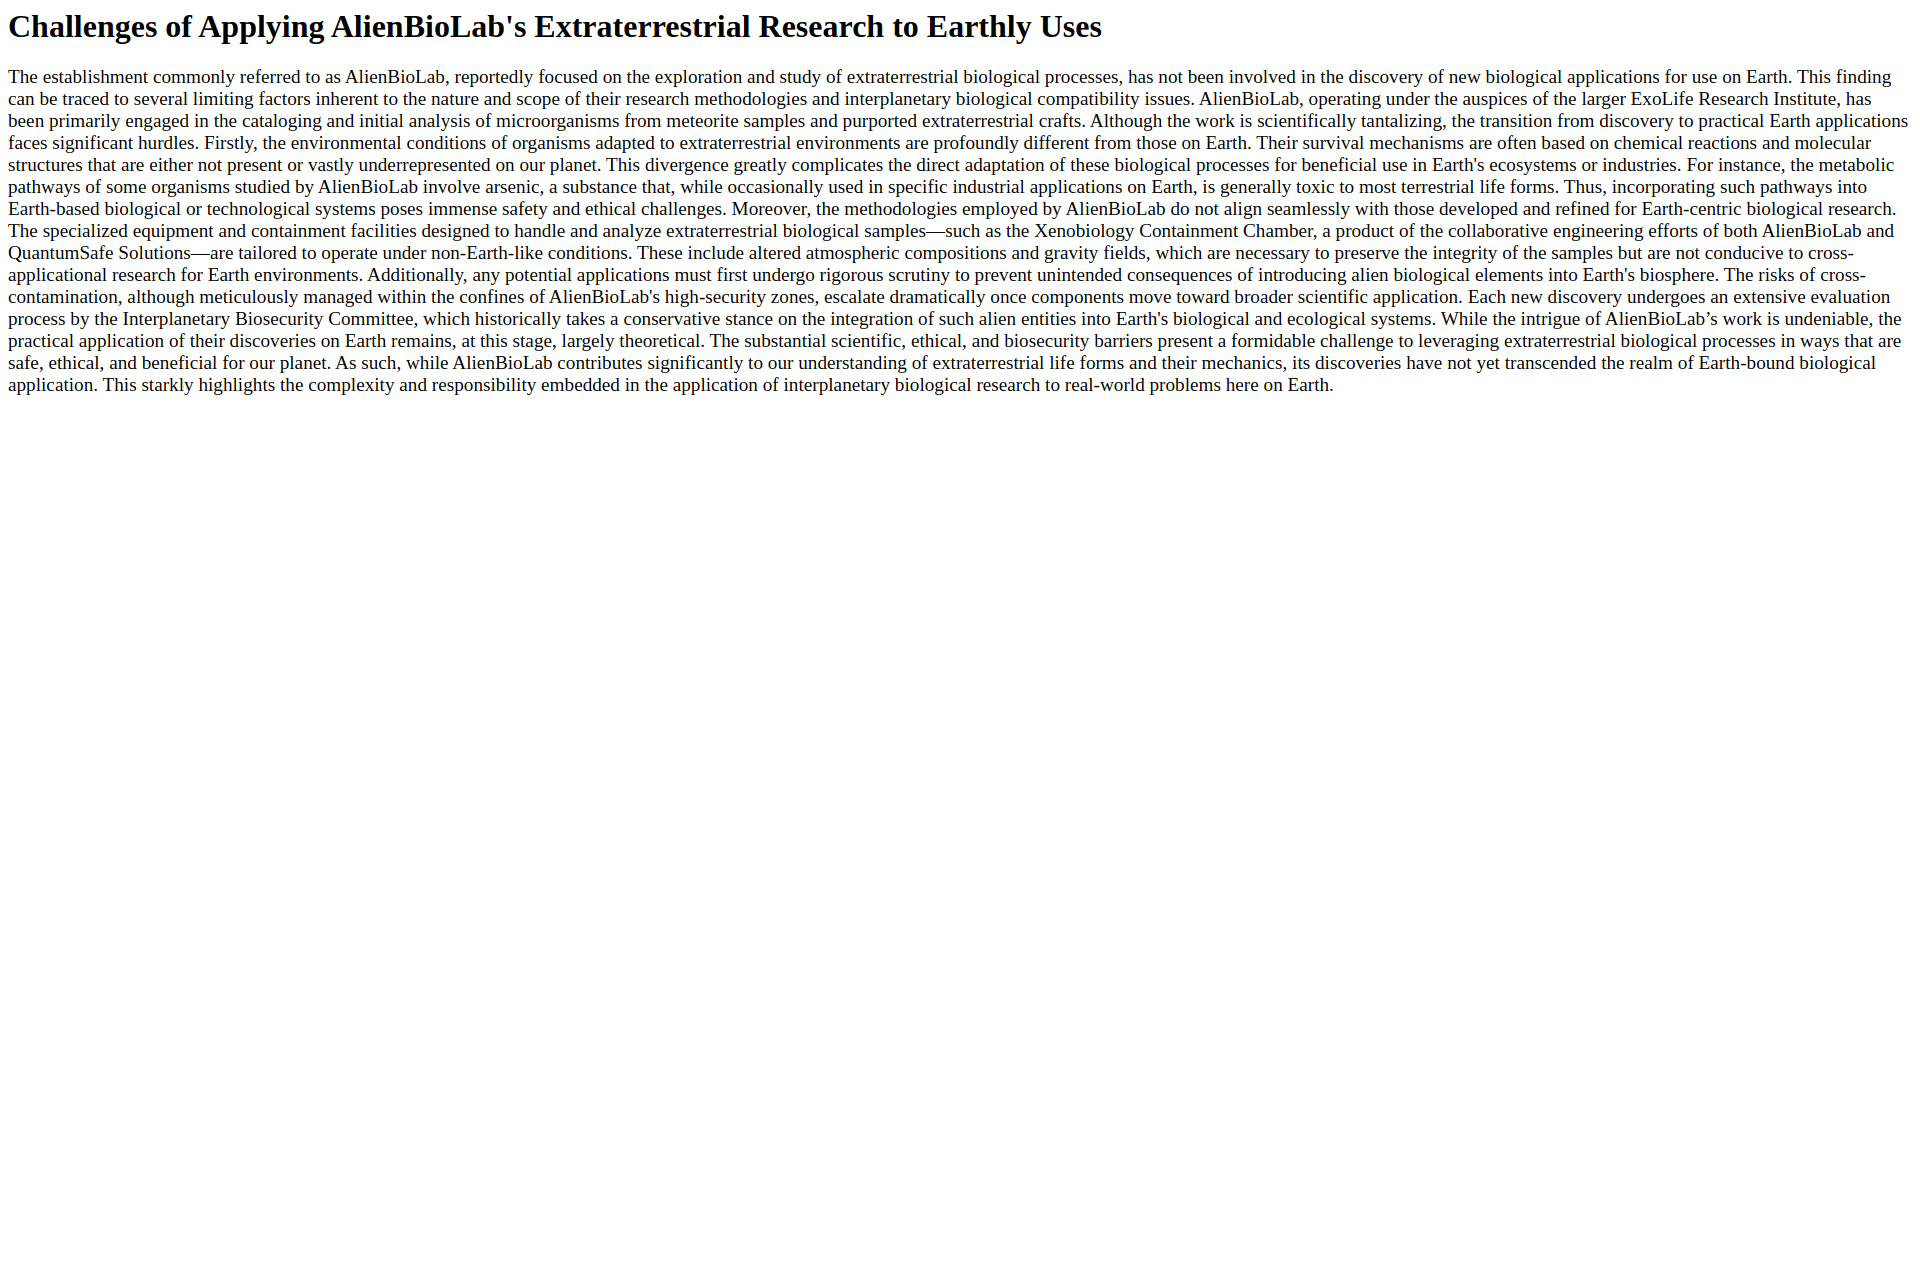 Challenges of Applying AlienBioLab's Extraterrestrial Research to Earthly Uses
The establishment commonly referred to as AlienBioLab, reportedly focused on the exploration and study of extraterrestrial biological processes, has not been involved in the discovery of new biological applications for use on Earth. This finding
can be traced to several limiting factors inherent to the nature and scope of their research methodologies and interplanetary biological compatibility issues. AlienBioLab, operating under the auspices of the larger ExoLife Research Institute, has
been primarily engaged in the cataloging and initial analysis of microorganisms from meteorite samples and purported extraterrestrial crafts. Although the work is scientifically tantalizing, the transition from discovery to practical Earth applications
faces significant hurdles. Firstly, the environmental conditions of organisms adapted to extraterrestrial environments are profoundly different from those on Earth. Their survival mechanisms are often based on chemical reactions and molecular
structures that are either not present or vastly underrepresented on our planet. This divergence greatly complicates the direct adaptation of these biological processes for beneficial use in Earth's ecosystems or industries. For instance, the metabolic
pathways of some organisms studied by AlienBioLab involve arsenic, a substance that, while occasionally used in specific industrial applications on Earth, is generally toxic to most terrestrial life forms. Thus, incorporating such pathways into
Earth-based biological or technological systems poses immense safety and ethical challenges. Moreover, the methodologies employed by AlienBioLab do not align seamlessly with those developed and refined for Earth-centric biological research.
The specialized equipment and containment facilities designed to handle and analyze extraterrestrial biological samples—such as the Xenobiology Containment Chamber, a product of the collaborative engineering efforts of both AlienBioLab and
QuantumSafe Solutions—are tailored to operate under non-Earth-like conditions. These include altered atmospheric compositions and gravity fields, which are necessary to preserve the integrity of the samples but are not conducive to cross-
applicational research for Earth environments. Additionally, any potential applications must first undergo rigorous scrutiny to prevent unintended consequences of introducing alien biological elements into Earth's biosphere. The risks of cross-
contamination, although meticulously managed within the confines of AlienBioLab's high-security zones, escalate dramatically once components move toward broader scientific application. Each new discovery undergoes an extensive evaluation
process by the Interplanetary Biosecurity Committee, which historically takes a conservative stance on the integration of such alien entities into Earth's biological and ecological systems. While the intrigue of AlienBioLab’s work is undeniable, the
practical application of their discoveries on Earth remains, at this stage, largely theoretical. The substantial scientific, ethical, and biosecurity barriers present a formidable challenge to leveraging extraterrestrial biological processes in ways that are
safe, ethical, and beneficial for our planet. As such, while AlienBioLab contributes significantly to our understanding of extraterrestrial life forms and their mechanics, its discoveries have not yet transcended the realm of Earth-bound biological
application. This starkly highlights the complexity and responsibility embedded in the application of interplanetary biological research to real-world problems here on Earth.